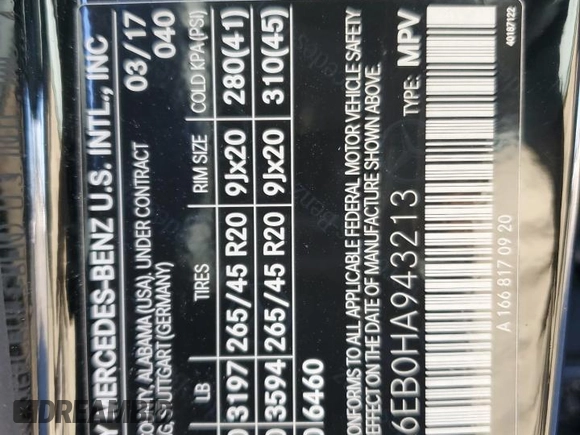 Y MERCEDES-BENZ U.S. INTL., INC 03/17
ALABAMA (USA), UNDER CONTRACT 040
STUTTGART (GERMANY)
LB TIRES RIM SIZE COLD KPA (PSI)
3197 265/45 R20 9Jx20 280(41)
3594 265/45 R20 9Jx20 310(45)
6460
CONFORMS TO ALL APPLICABLE FEDERAL MOTOR VEHICLE SAFETY
EFFECT ON THE DATE OF MANUFACTURE SHOWN ABOVE.
6EB0HA943213 TYPE: MPV
A 166 817 09 20
40187122